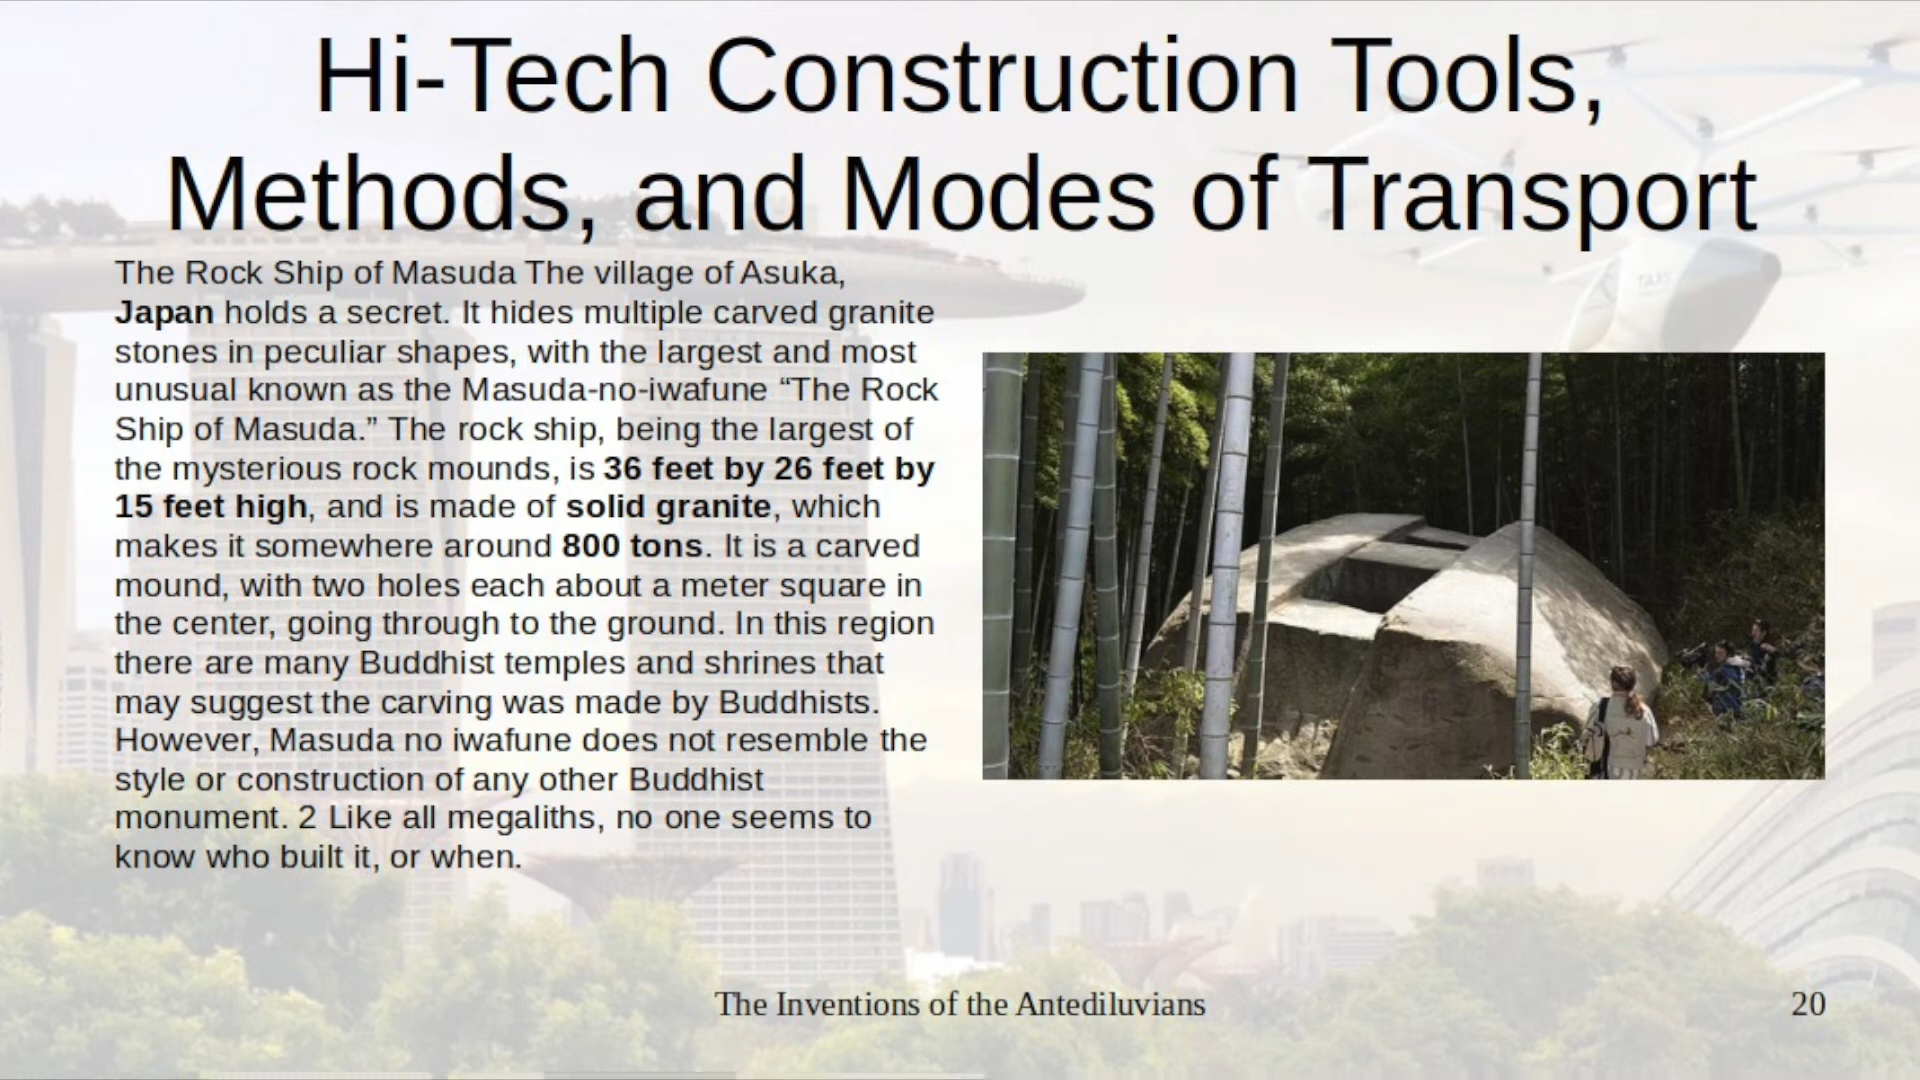 Hi-Tech Construction Tools,
Methods, and Modes of Transport
The Rock Ship of Masuda The village of Asuka,
Japan holds a secret. It hides multiple carved granite
stones in peculiar shapes, with the largest and most
unusual known as the Masuda-no-iwafune “The Rock
Ship of Masuda.” The rock ship, being the largest of
the mysterious rock mounds, is 36 feet by 26 feet by
15 feet high, and is made of solid granite, which
makes it somewhere around 800 tons. It is a carved
mound, with two holes each about a meter square in
the center, going through to the ground. In this region
there are many Buddhist temples and shrines that
may suggest the carving was made by Buddhists.
However, Masuda no iwafune does not resemble the
style or construction of any other Buddhist
monument. 2 Like all megaliths, no one seems to
know who built it, or when.
The Inventions of the Antediluvians
20